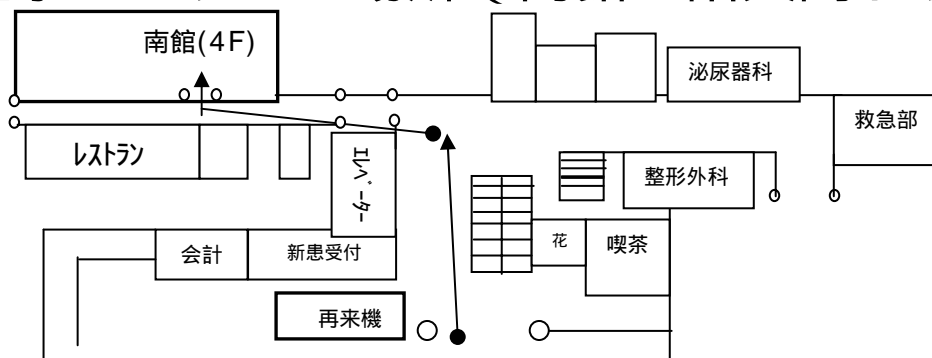 南館(4F)
泌尿器科
救急部
レストラン
エレベーター
整形外科
花
喫茶
会計
新患受付
再来機